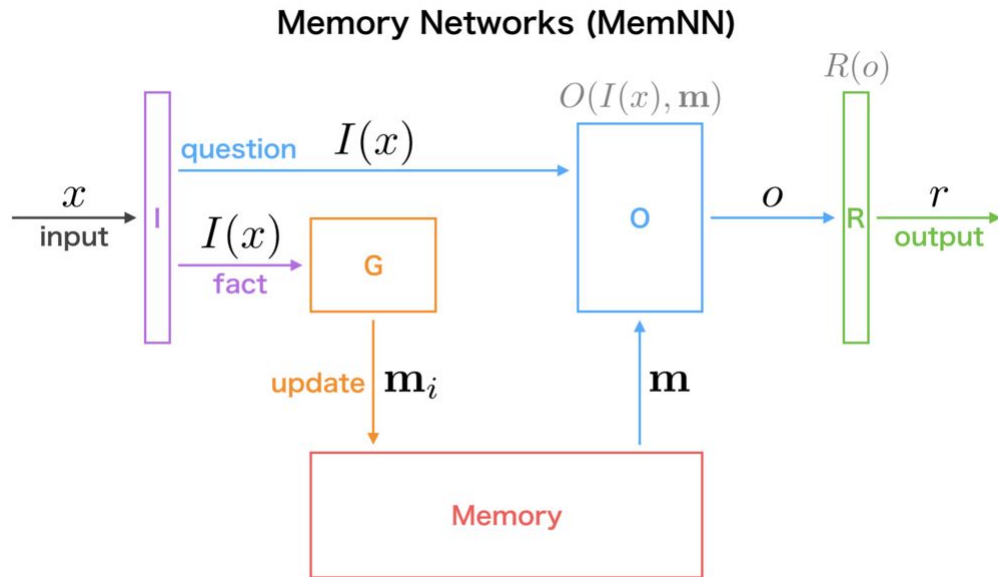 Memory Networks (MemNN)
R(o)
O(I(x), m)
question I(x)
x
input
I
I(x)
fact
G
O
o
R
r
output
update m_i
m
Memory